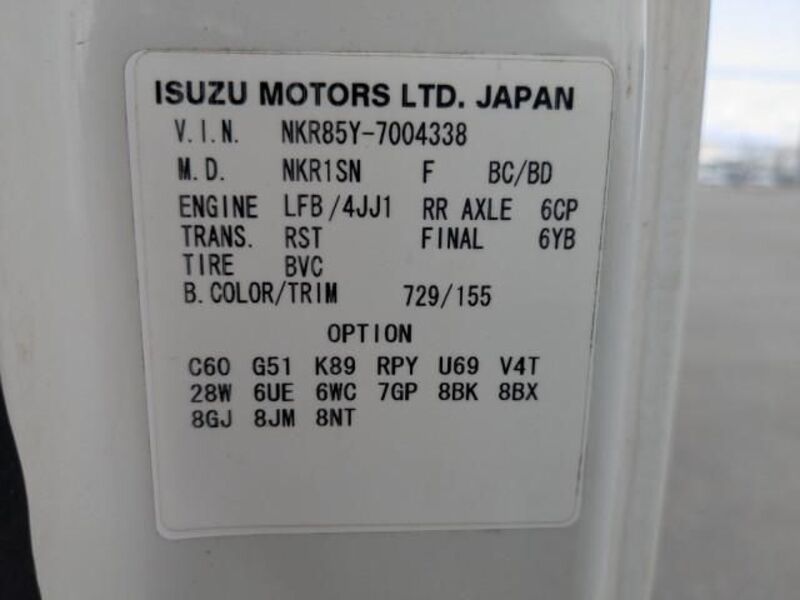 ISUZU MOTORS LTD. JAPAN
V.I.N. NKR85Y-7004338
M.D. NKR1SN F BC/BD
ENGINE LFB/4JJ1 RR AXLE 6CP
TRANS. RST FINAL 6YB
TIRE BVC
B.COLOR/TRIM 729/155
OPTION
C60 G51 K89 RPY U69 V4T
28W 6UE 6WC 7GP 8BK 8BX
8GJ 8JM 8NT